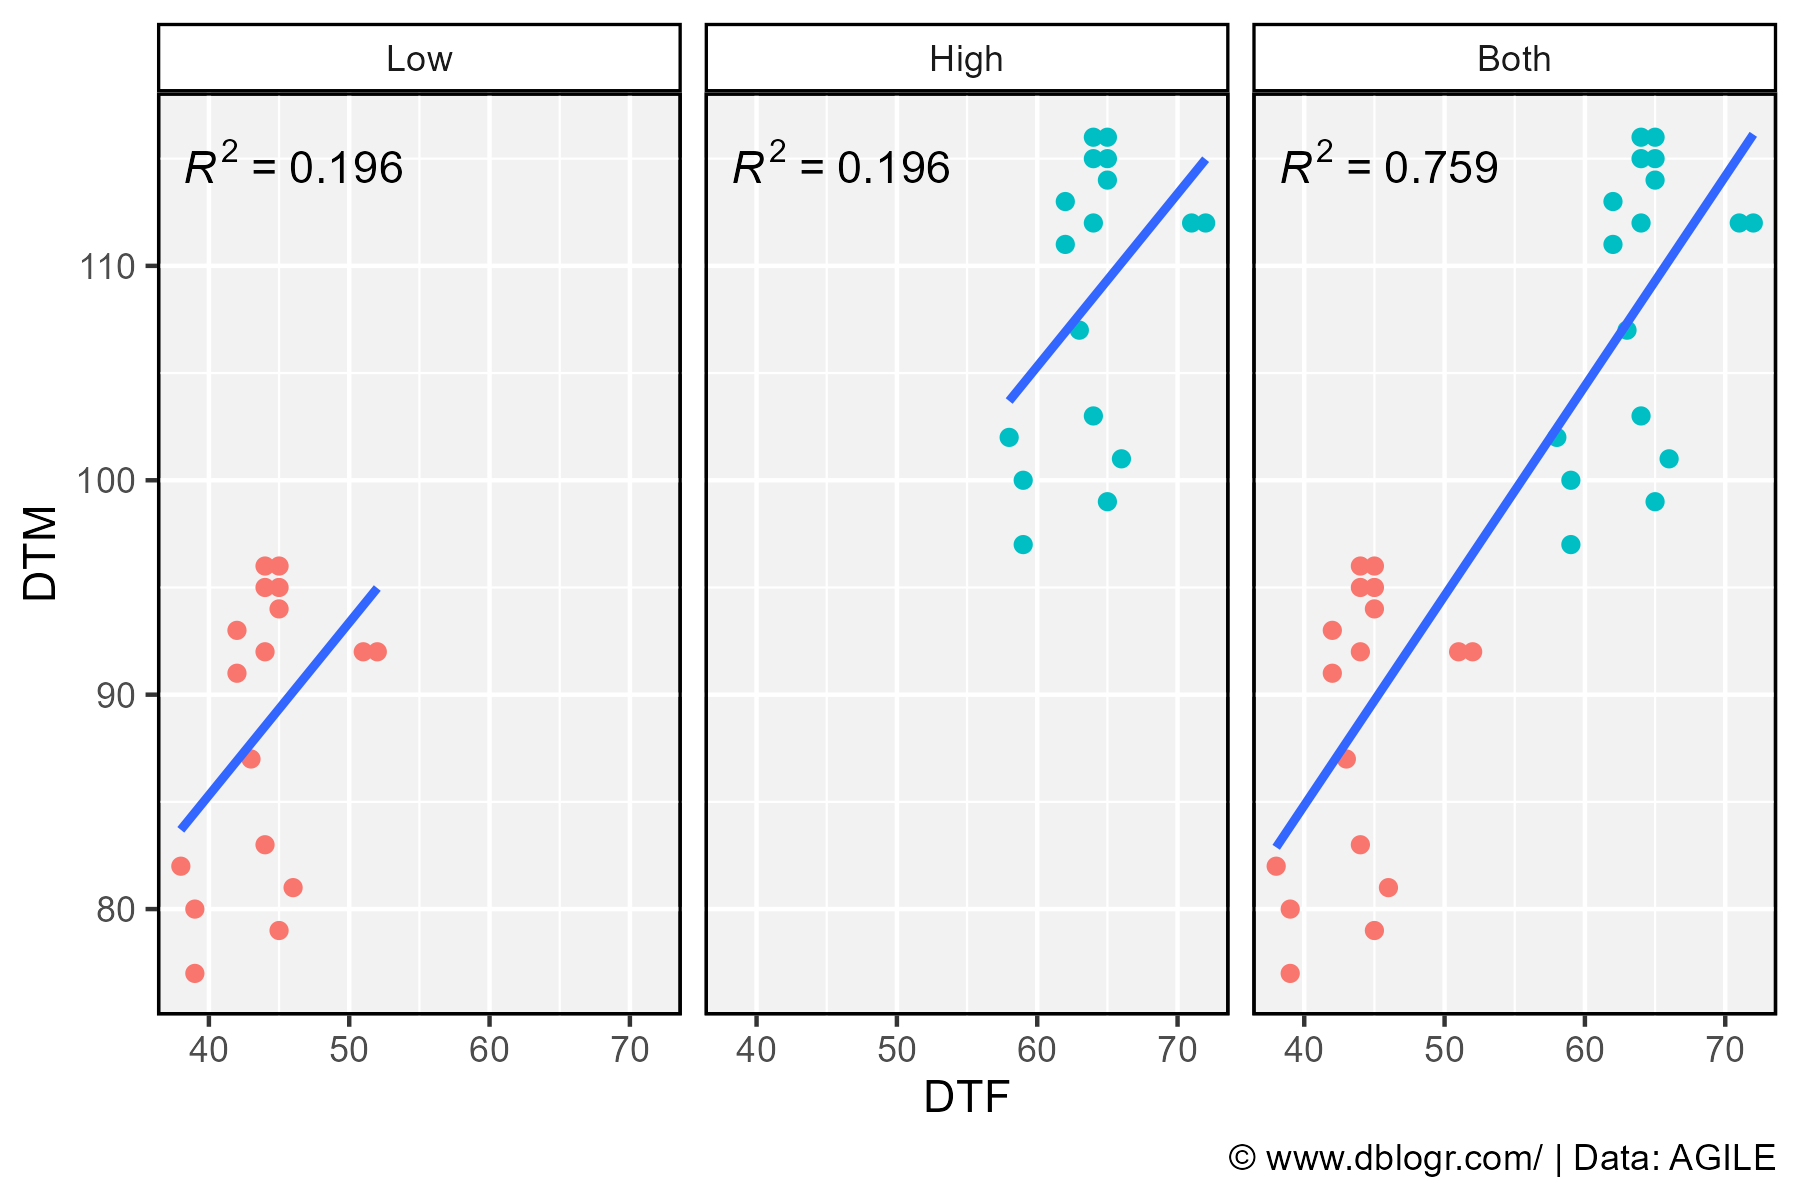 Low High Both
R² = 0.196 R² = 0.196 R² = 0.759
110
100
90
80
DTM
40 50 60 70 40 50 60 70 40 50 60 70
DTF
© www.dblogr.com/ | Data: AGILE